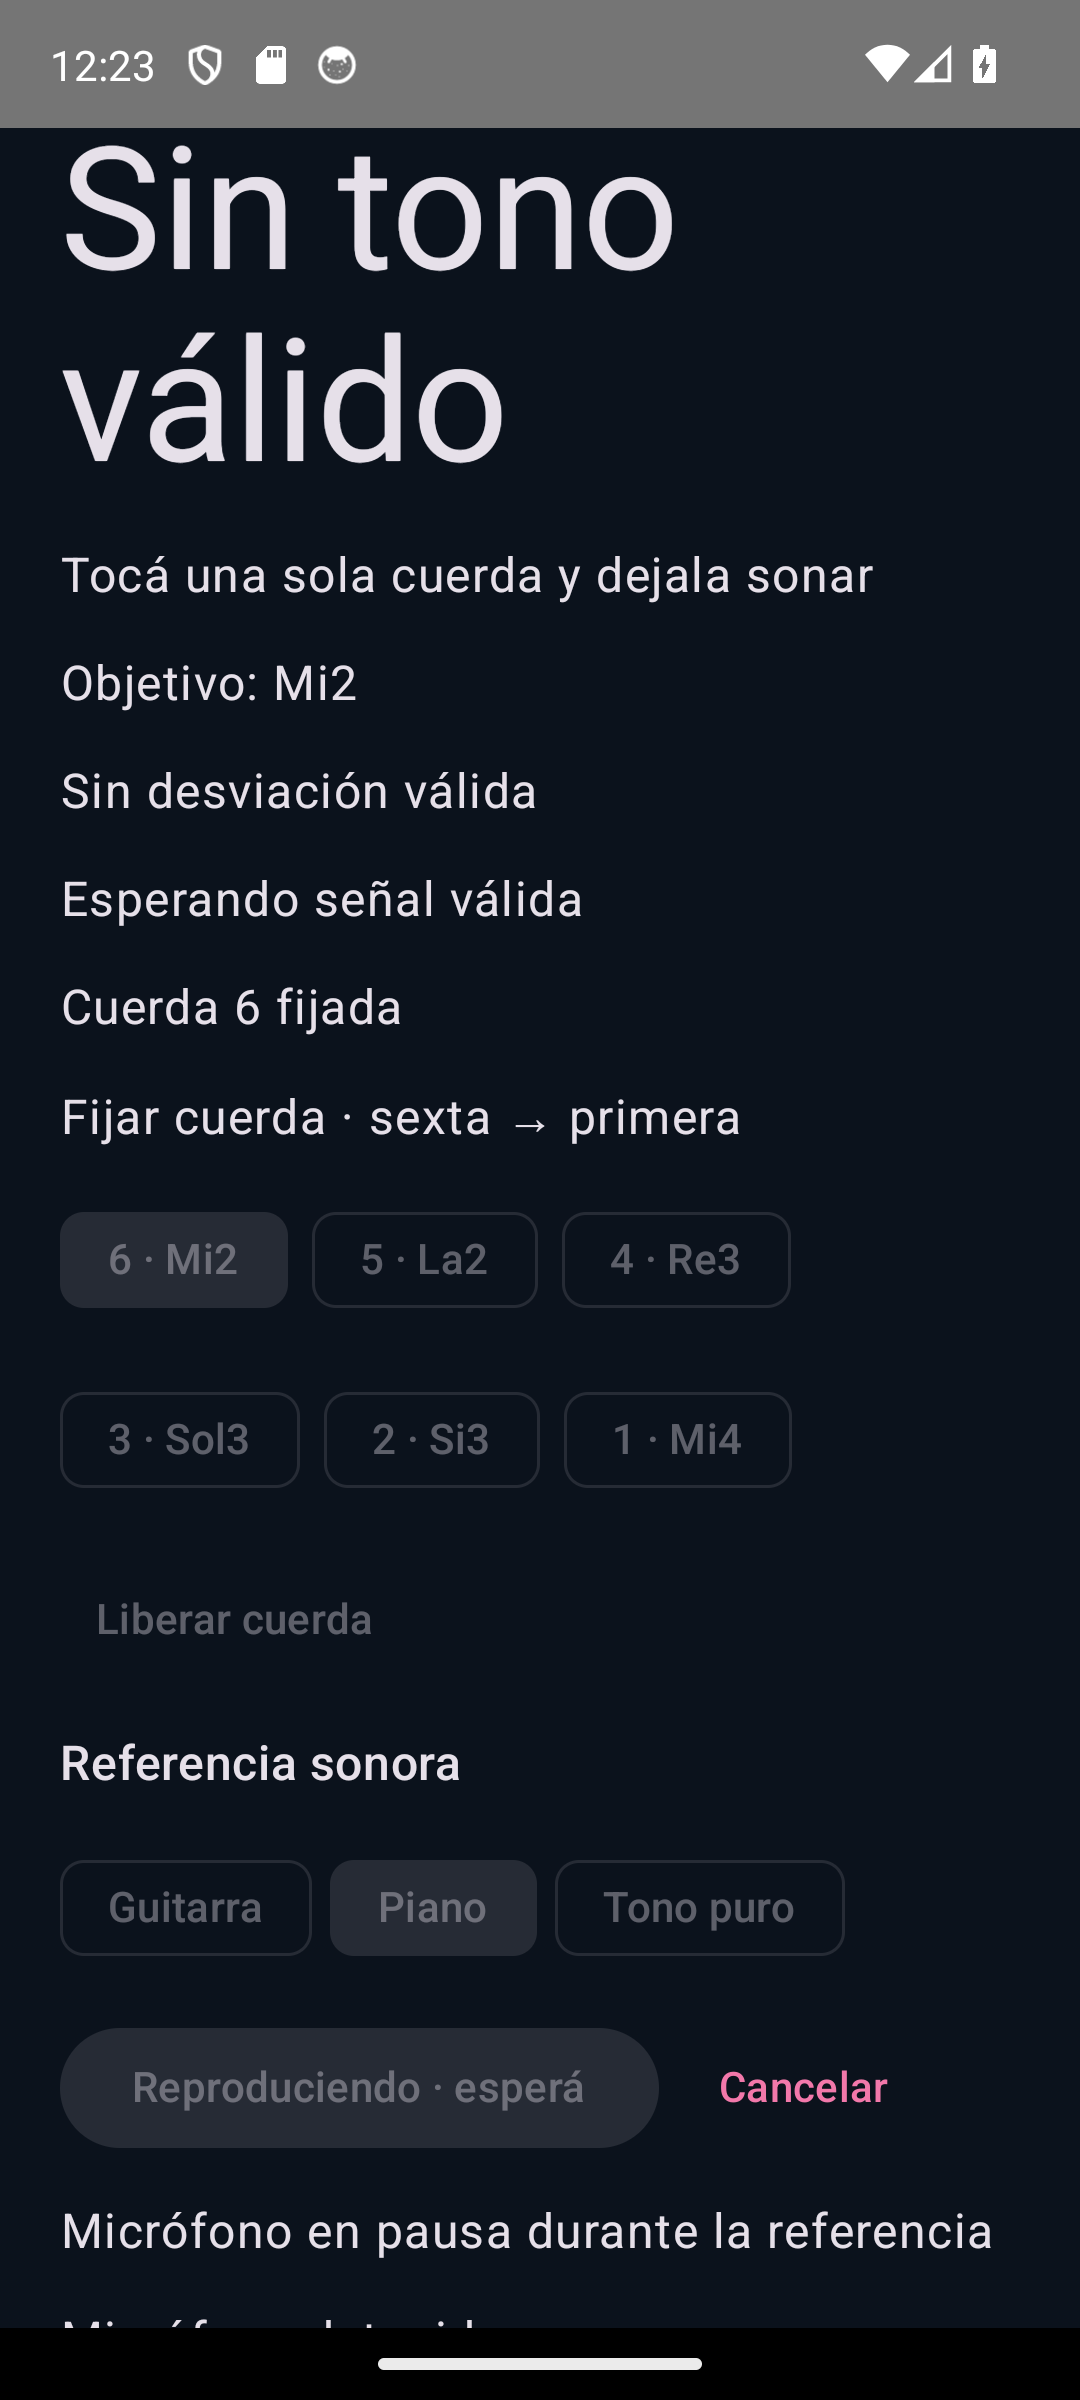 12:23
Sin tono
válido
Tocá una sola cuerda y dejala sonar
Objetivo: Mi2
Sin desviación válida
Esperando señal válida
Cuerda 6 fijada
Fijar cuerda · sexta → primera
6 · Mi2
5 · La2
4 · Re3
3 · Sol3
2 · Si3
1 · Mi4
Liberar cuerda
Referencia sonora
Guitarra
Piano
Tono puro
Reproduciendo · esperá
Cancelar
Micrófono en pausa durante la referencia